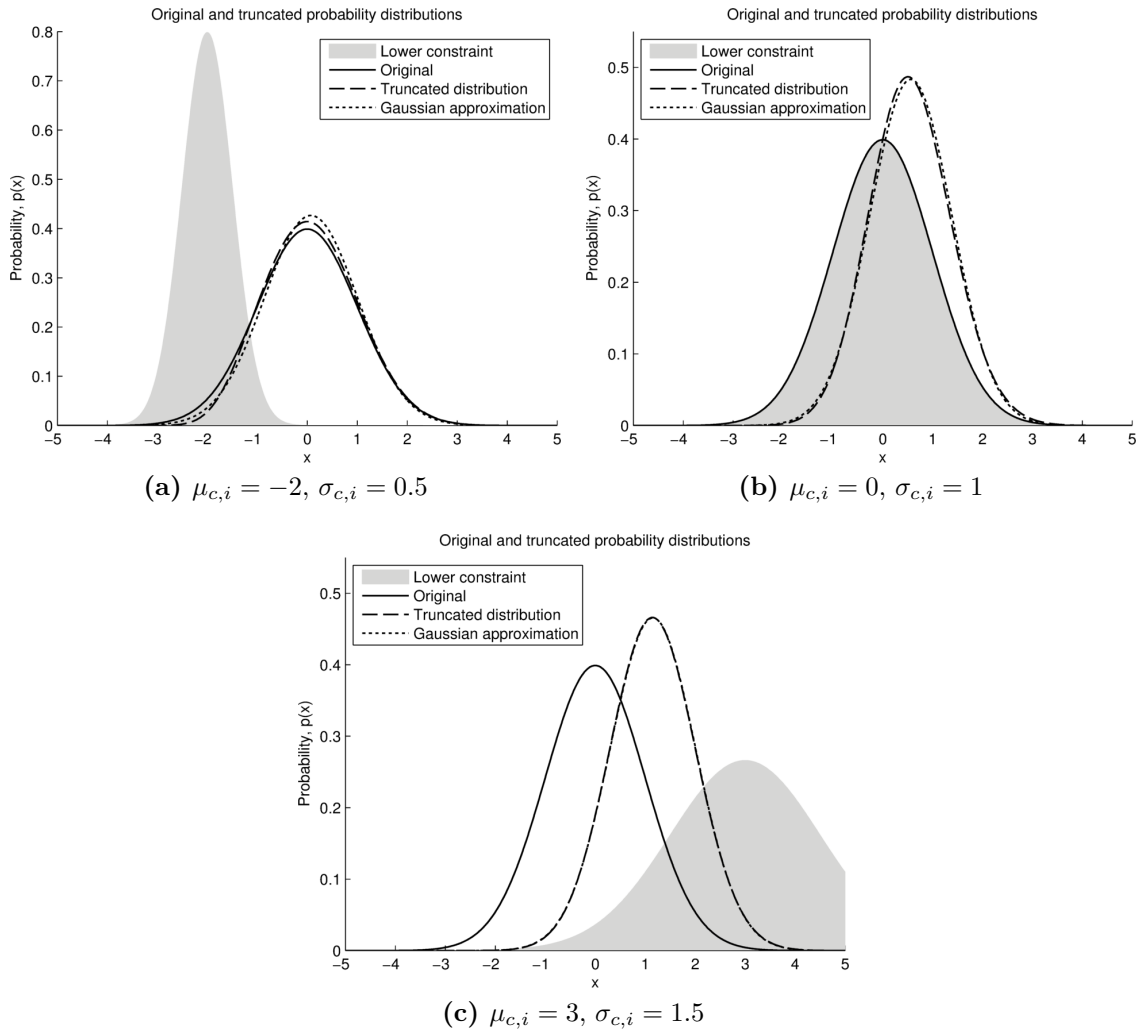 Original and truncated probability distributions
Lower constraint
Original
Truncated distribution
Gaussian approximation
Probability, p(x)
0.8
0.7
0.6
0.5
0.4
0.3
0.2
0.1
0
−5 −4 −3 −2 −1 0 1 2 3 4 5
x
(a) μc,i = −2, σc,i = 0.5
Original and truncated probability distributions
Lower constraint
Original
Truncated distribution
Gaussian approximation
Probability, p(x)
0.5
0.4
0.3
0.2
0.1
0
−5 −4 −3 −2 −1 0 1 2 3 4 5
x
(b) μc,i = 0, σc,i = 1
Original and truncated probability distributions
Lower constraint
Original
Truncated distribution
Gaussian approximation
Probability, p(x)
0.5
0.4
0.3
0.2
0.1
0
−5 −4 −3 −2 −1 0 1 2 3 4 5
x
(c) μc,i = 3, σc,i = 1.5